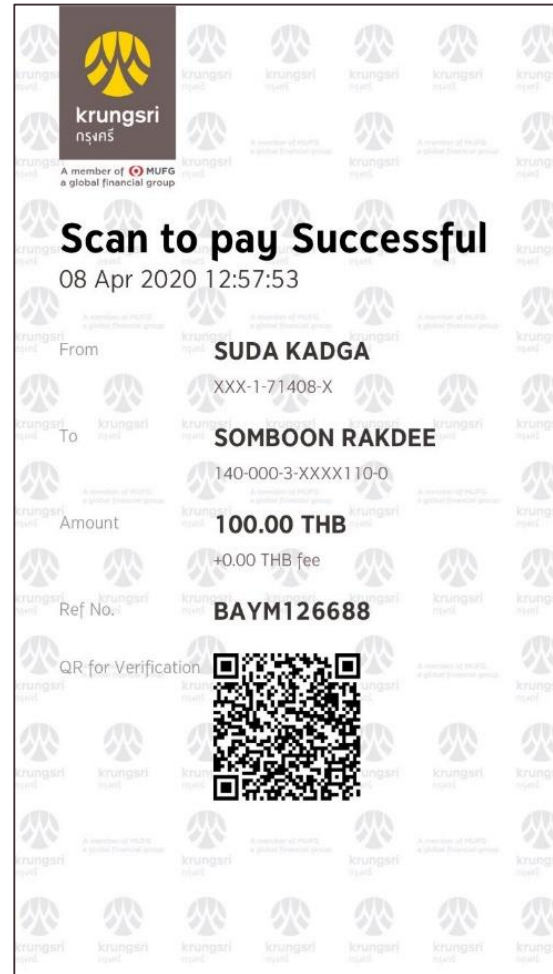 krungsri
กรุงศรี
A member of MUFG
a global financial group
Scan to pay Successful
08 Apr 2020 12:57:53
From SUDA KADGA
XXX-1-71408-X
To SOMBOON RAKDEE
140-000-3-XXXX110-0
Amount 100.00 THB
+0.00 THB fee
Ref No. BAYM126688
QR for Verification